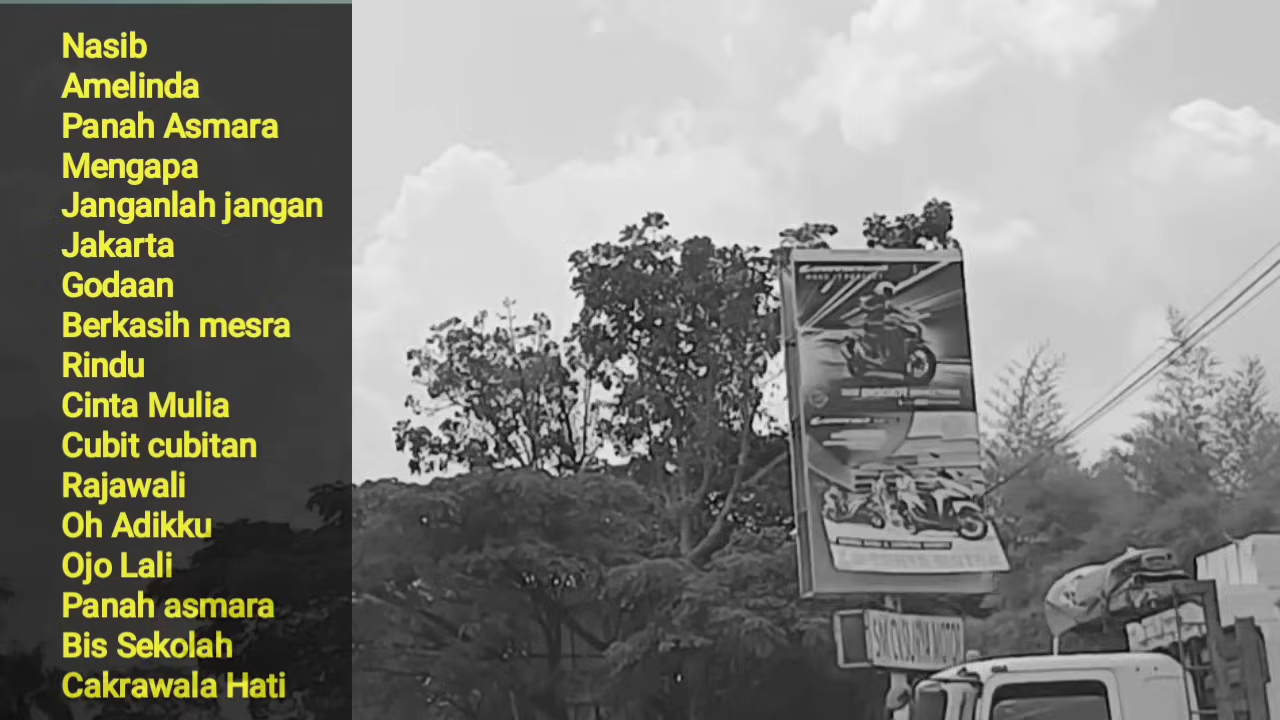 Nasib
Amelinda
Panah Asmara
Mengapa
Janganlah jangan
Jakarta
Godaan
Berkasih mesra
Rindu
Cinta Mulia
Cubit cubitan
Rajawali
Oh Adikku
Ojo Lali
Panah asmara
Bis Sekolah
Cakrawala Hati